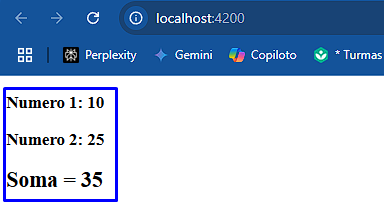 localhost:4200
Perplexity Gemini Copiloto * Turmas
Numero 1: 10
Numero 2: 25
Soma = 35